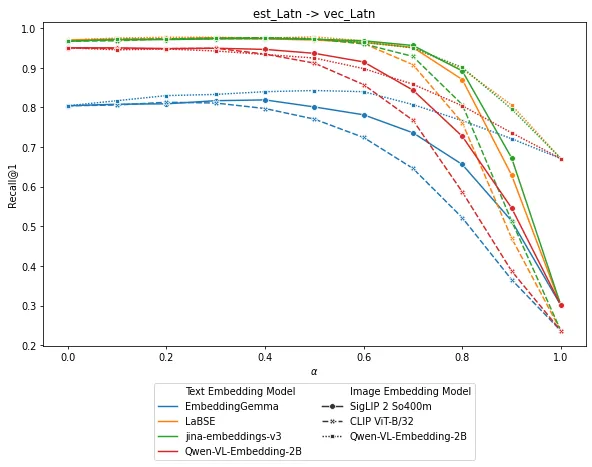 est_Latn -> vec_Latn
Recall@1
1.0
0.9
0.8
0.7
0.6
0.5
0.4
0.3
0.2
0.0
0.2
0.4
0.6
0.8
1.0
α
Text Embedding Model
EmbeddingGemma
LaBSE
jina-embeddings-v3
Qwen-VL-Embedding-2B
Image Embedding Model
SigLIP 2 So400m
CLIP ViT-B/32
Qwen-VL-Embedding-2B